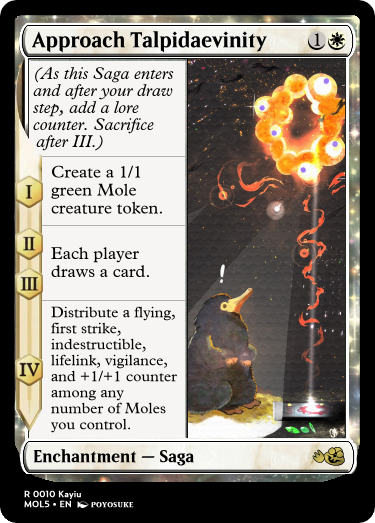 Approach Talpidaevinity 1
(As this Saga enters
and after your draw
step, add a lore
counter. Sacrifice
after III.)
I
Create a 1/1
green Mole
creature token.
II
III
Each player
draws a card.
IV
Distribute a flying,
first strike,
indestructible,
lifelink, vigilance,
and +1/+1 counter
among any
number of Moles
you control.
!
Enchantment — Saga
R 0010 Kayiu
MOL5 • EN POYOSUKE